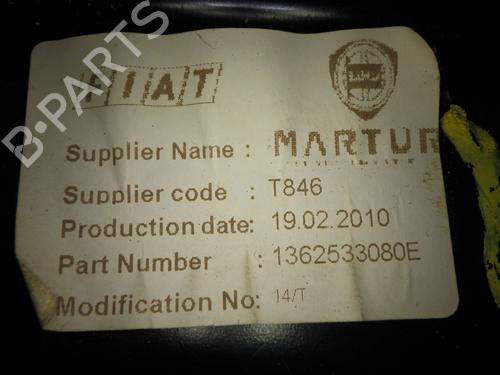 B-PARTS
FIAT
Supplier Name : MARTUR
Supplier code : T846
Production date: 19.02.2010
Part Number : 1362533080E
Modification No: 14/T